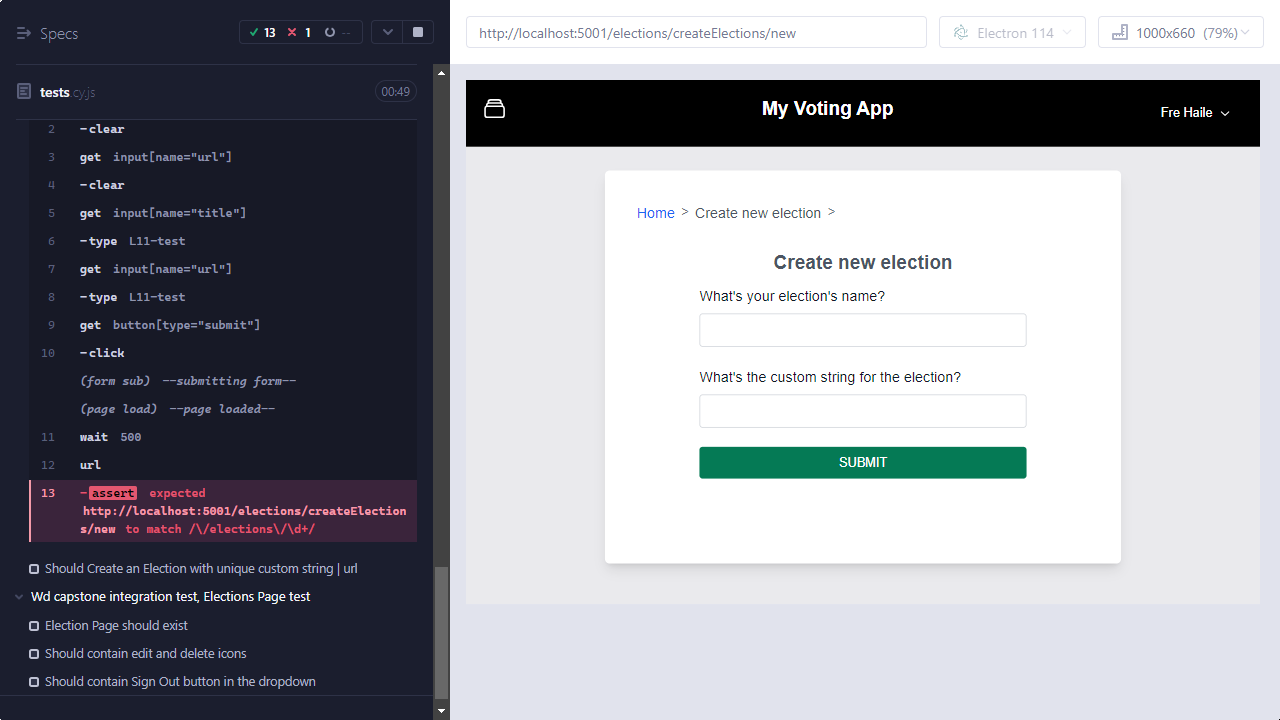 Specs
13
1
--
tests.cy.js
00:49
2 -clear
3 get input[name="url"]
4 -clear
5 get input[name="title"]
6 -type L11-test
7 get input[name="url"]
8 -type L11-test
9 get button[type="submit"]
10 -click
(form sub) --submitting form--
(page load) --page loaded--
11 wait 500
12 url
13 -assert expected
http://localhost:5001/elections/createElection
s/new to match /\/elections\/\d+/
Should Create an Election with unique custom string | url
Wd capstone integration test, Elections Page test
Election Page should exist
Should contain edit and delete icons
Should contain Sign Out button in the dropdown
http://localhost:5001/elections/createElections/new
Electron 114
1000x660 (79%)
My Voting App
Fre Haile
Home > Create new election >
Create new election
What's your election's name?
What's the custom string for the election?
SUBMIT